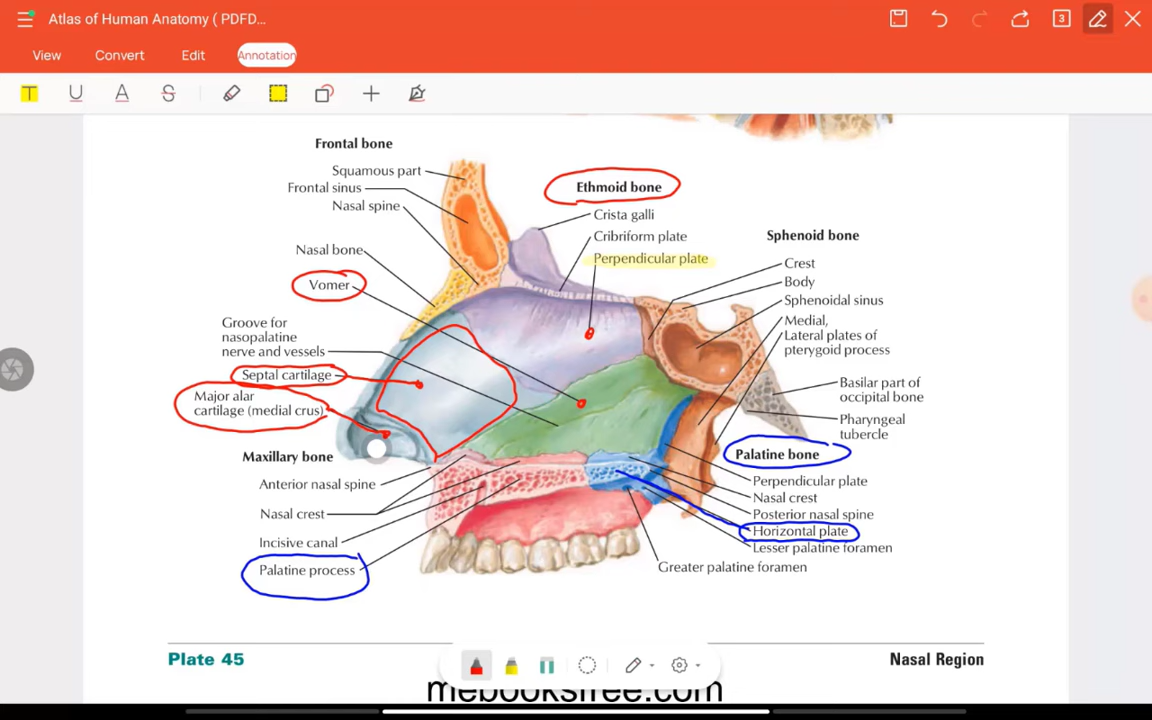 Atlas of Human Anatomy ( PDFD...
3
View
Convert
Edit
Annotation
T
U
A
S
Frontal bone
Squamous part
Frontal sinus
Nasal spine
Nasal bone
Vomer
Groove for
nasopalatine
nerve and vessels
Septal cartilage
Major alar
cartilage (medial crus)
Maxillary bone
Anterior nasal spine
Nasal crest
Incisive canal
Palatine process
Ethmoid bone
Crista galli
Cribriform plate
Perpendicular plate
Sphenoid bone
Crest
Body
Sphenoidal sinus
Medial,
Lateral plates of
pterygoid process
Basilar part of
occipital bone
Pharyngeal
tubercle
Palatine bone
Perpendicular plate
Nasal crest
Posterior nasal spine
Horizontal plate
Lesser palatine foramen
Greater palatine foramen
Plate 45
Nasal Region
mebooksfree.com